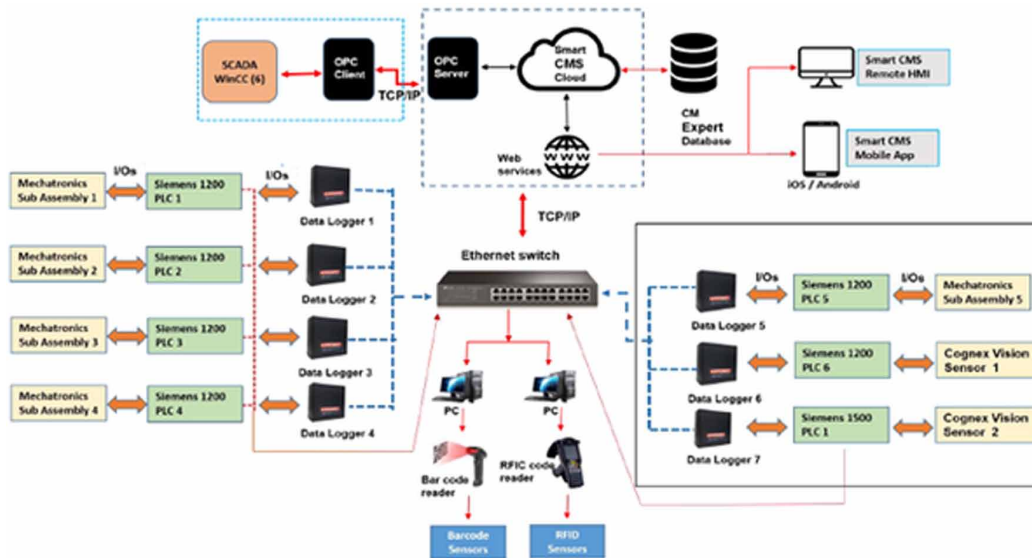 SCADA
WinCC (6)
OPC
Client
TCP/IP
OPC
Server
Smart
CMS
Cloud
CM
Expert
Database
Smart CMS
Remote HMI
Smart CMS
Mobile App
iOS / Android
Web
services
WWW
TCP/IP
Ethernet switch
I/Os
I/Os
Mechatronics
Sub Assembly 1
Siemens 1200
PLC 1
Data Logger 1
Mechatronics
Sub Assembly 2
Siemens 1200
PLC 2
Data Logger 2
Mechatronics
Sub Assembly 3
Siemens 1200
PLC 3
Data Logger 3
Mechatronics
Sub Assembly 4
Siemens 1200
PLC 4
Data Logger 4
PC
PC
Bar code
reader
RFIC code
reader
Barcode
Sensors
RFID
Sensors
I/Os
I/Os
Data Logger 5
Siemens 1200
PLC 5
Mechatronics
Sub Assembly 5
Data Logger 6
Siemens 1200
PLC 6
Cognex Vision
Sensor 1
Data Logger 7
Siemens 1500
PLC 1
Cognex Vision
Sensor 2